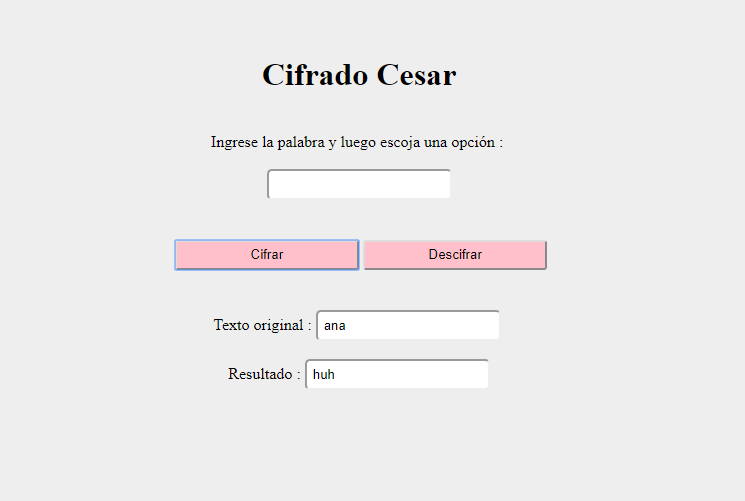 Cifrado Cesar
Ingrese la palabra y luego escoja una opción :
Cifrar Descifrar
Texto original : ana
Resultado : huh